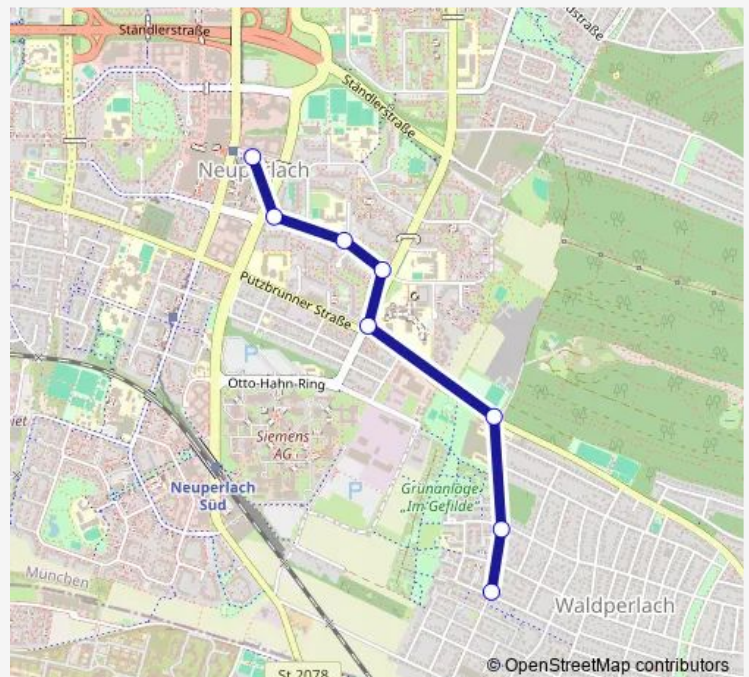 Ständlerstraße
Ständlerstraße
Neuperlach
Putzbrunner Straße
P
Otto-Hahn-Ring
Siemens
AG
P
Neuperlach
Süd
Grünanlage
„Im Gefilde“
München
Waldperlach
St 2078
© OpenStreetMap contributors